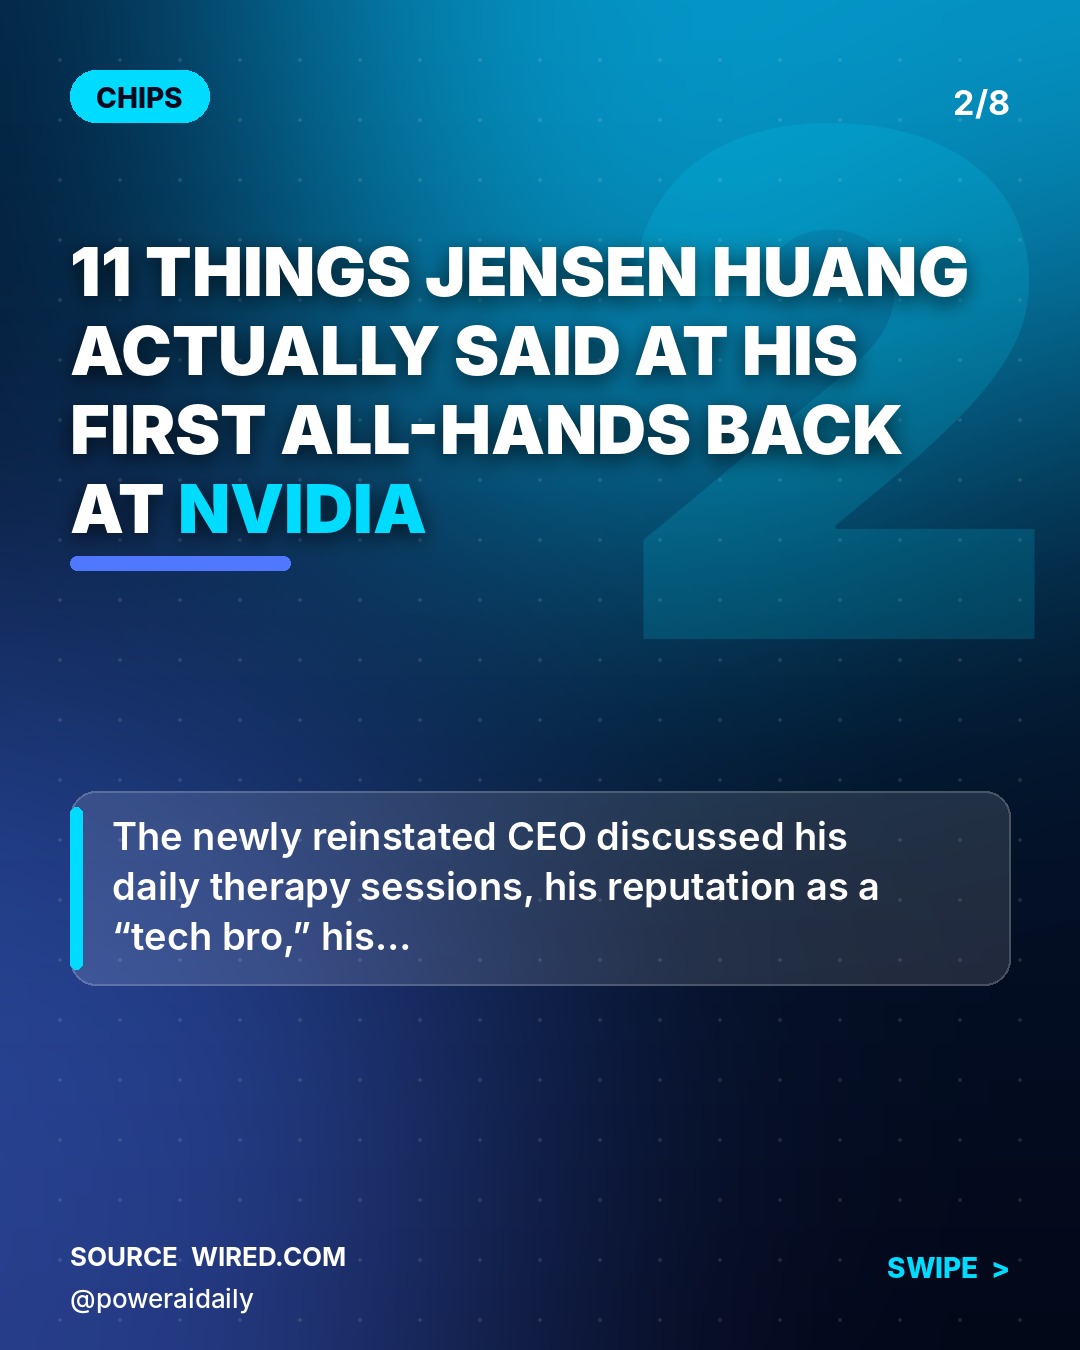 CHIPS
2/8
2
11 THINGS JENSEN HUANG
ACTUALLY SAID AT HIS
FIRST ALL-HANDS BACK
AT NVIDIA
The newly reinstated CEO discussed his
daily therapy sessions, his reputation as a
“tech bro,” his...
SOURCE WIRED.COM
@poweraidaily
SWIPE >